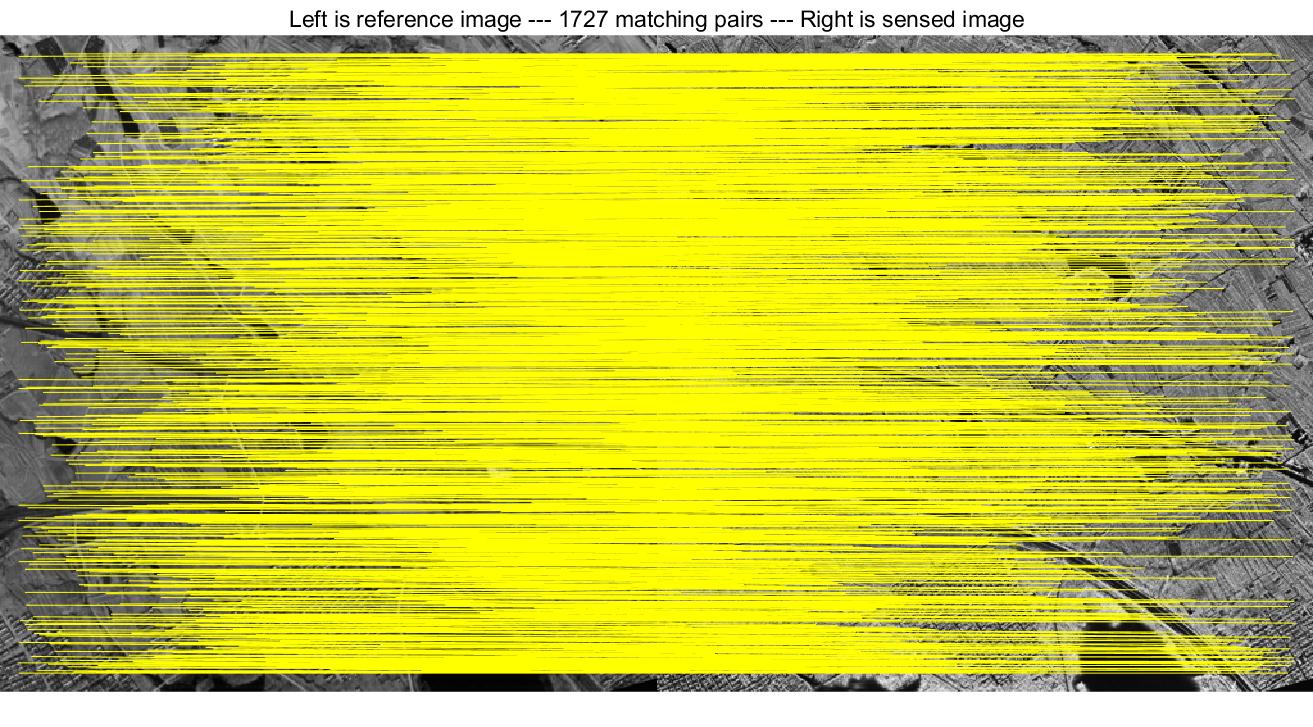 Left is reference image --- 1727 matching pairs --- Right is sensed image